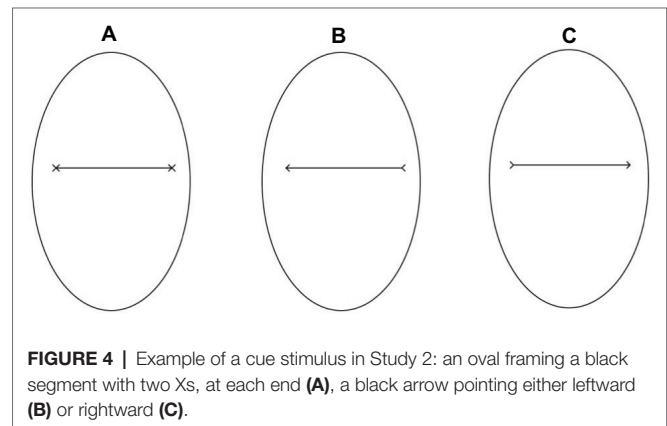 A B C
FIGURE 4 | Example of a cue stimulus in Study 2: an oval framing a black
segment with two Xs, at each end (A), a black arrow pointing either leftward
(B) or rightward (C).